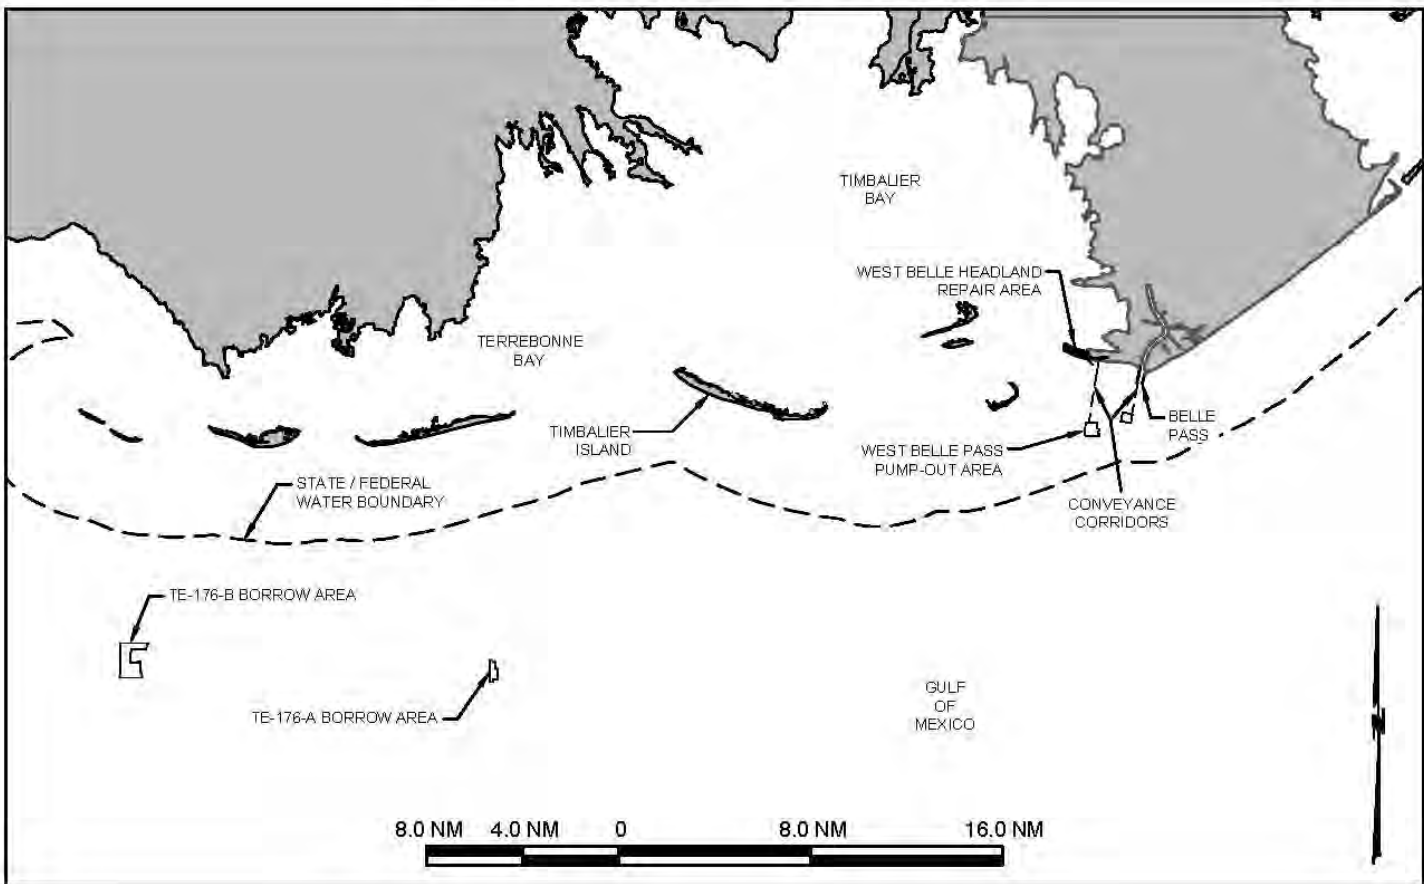 TIMBALIER
BAY
WEST BELLE HEADLAND
REPAIR AREA
TERREBONNE
BAY
TIMBALIER
ISLAND
BELLE
PASS
WEST BELLE PASS
PUMP-OUT AREA
STATE / FEDERAL
WATER BOUNDARY
CONVEYANCE
CORRIDORS
TE-176-B BORROW AREA
TE-176-A BORROW AREA
GULF
OF
MEXICO
N
8.0 NM 4.0 NM 0 8.0 NM 16.0 NM